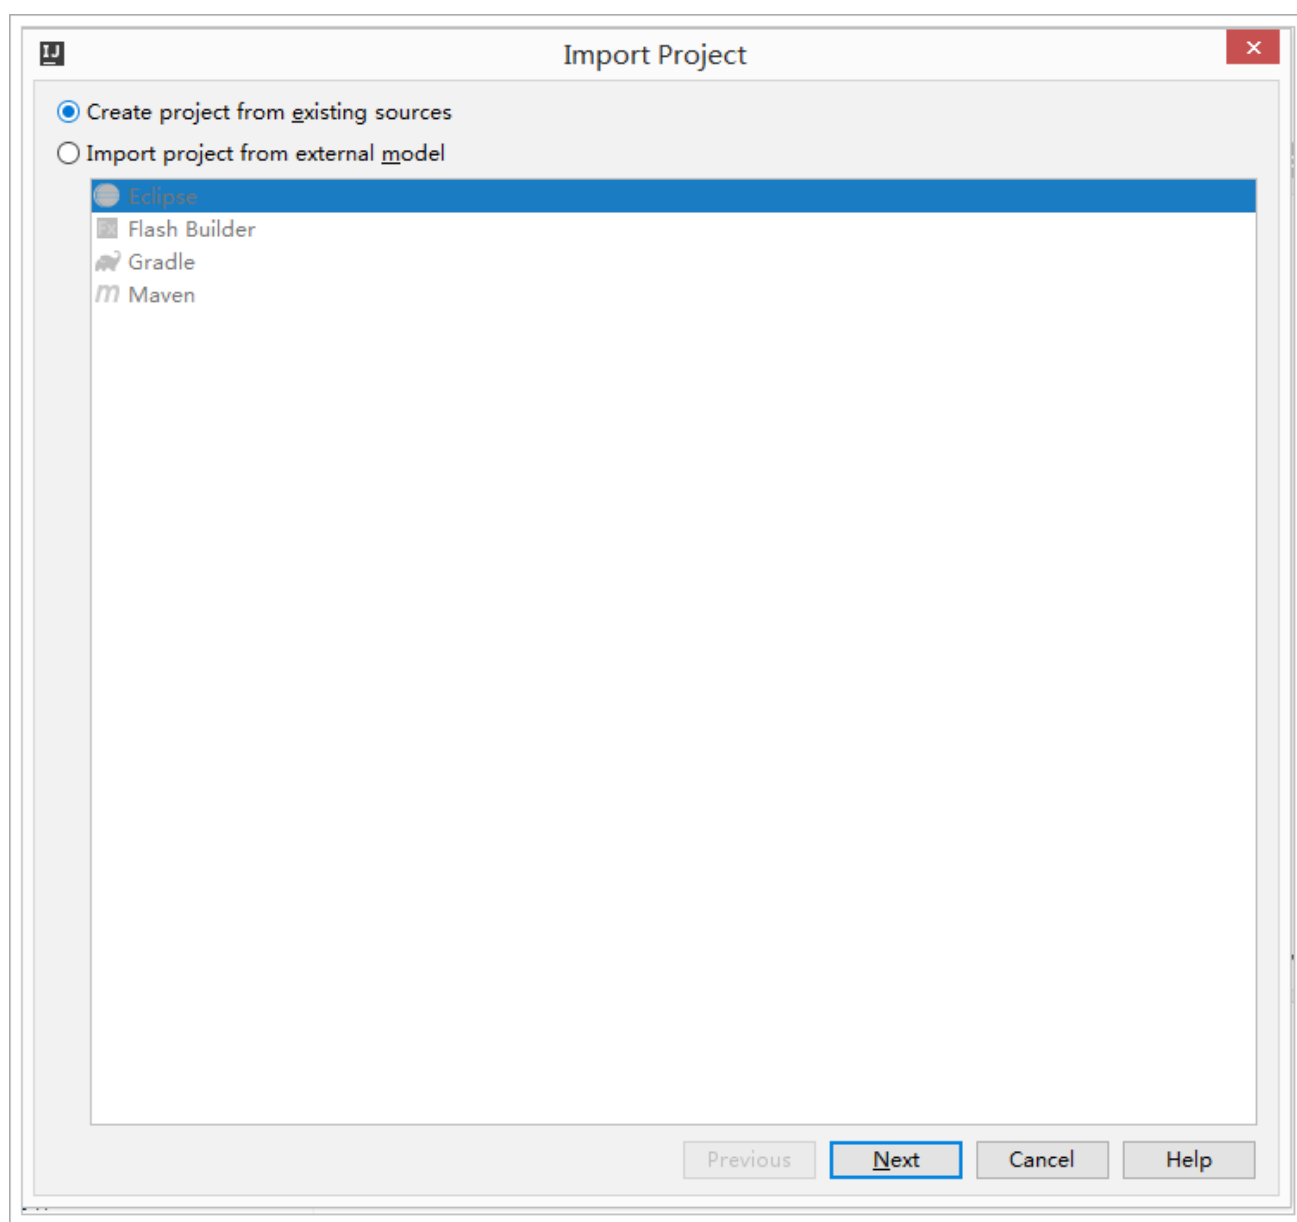 IJ
Import Project
Create project from existing sources
Import project from external model
Eclipse
Flash Builder
Gradle
Maven
Previous
Next
Cancel
Help